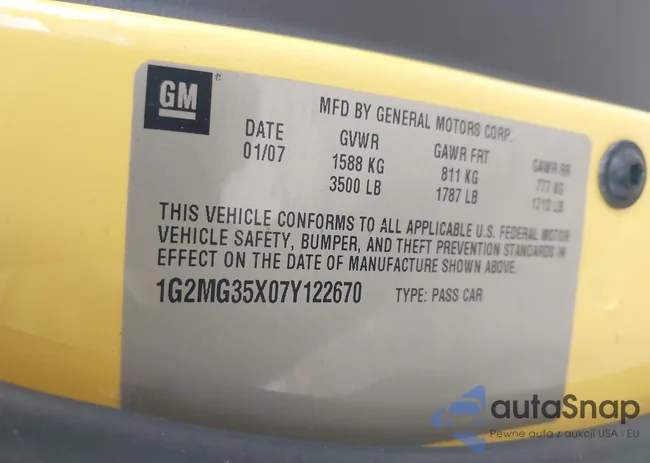 GM
MFD BY GENERAL MOTORS CORP.
DATE GVWR GAWR FRT GAWR RR
01/07 1588 KG 811 KG 777 KG
3500 LB 1787 LB 1713 LB
THIS VEHICLE CONFORMS TO ALL APPLICABLE U.S. FEDERAL MOTOR
VEHICLE SAFETY, BUMPER, AND THEFT PREVENTION STANDARDS IN
EFFECT ON THE DATE OF MANUFACTURE SHOWN ABOVE.
1G2MG35X07Y122670 TYPE: PASS CAR
autaSnap
Pewne auta z aukcji USA i EU